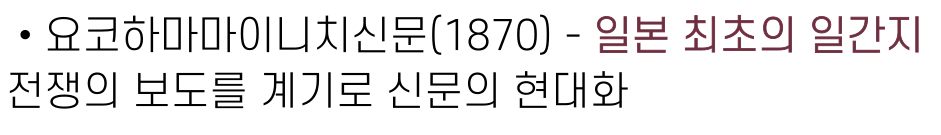 • 요코하마마이니치신문(1870) - 일본 최초의 일간지
전쟁의 보도를 계기로 신문의 현대화